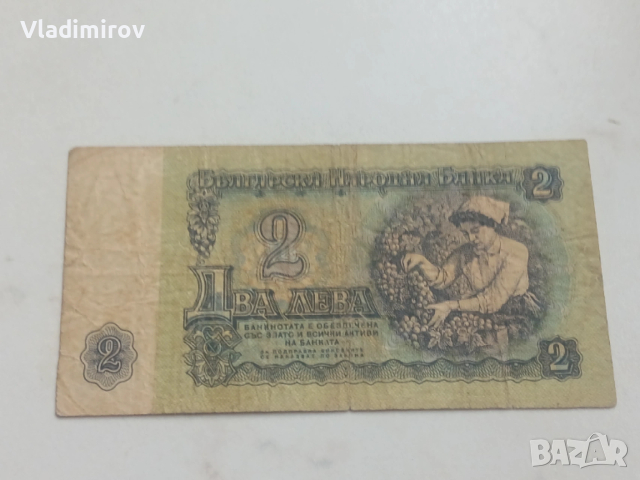 Vladimirov
Българска Народна Банка
2
2
Два лева
БАНКНОТАТА Е ОБЕЗПЕЧЕНА
СЪС ЗЛАТО И ВСИЧКИ АКТИВИ
НА БАНКАТА
2
2
BAZAR